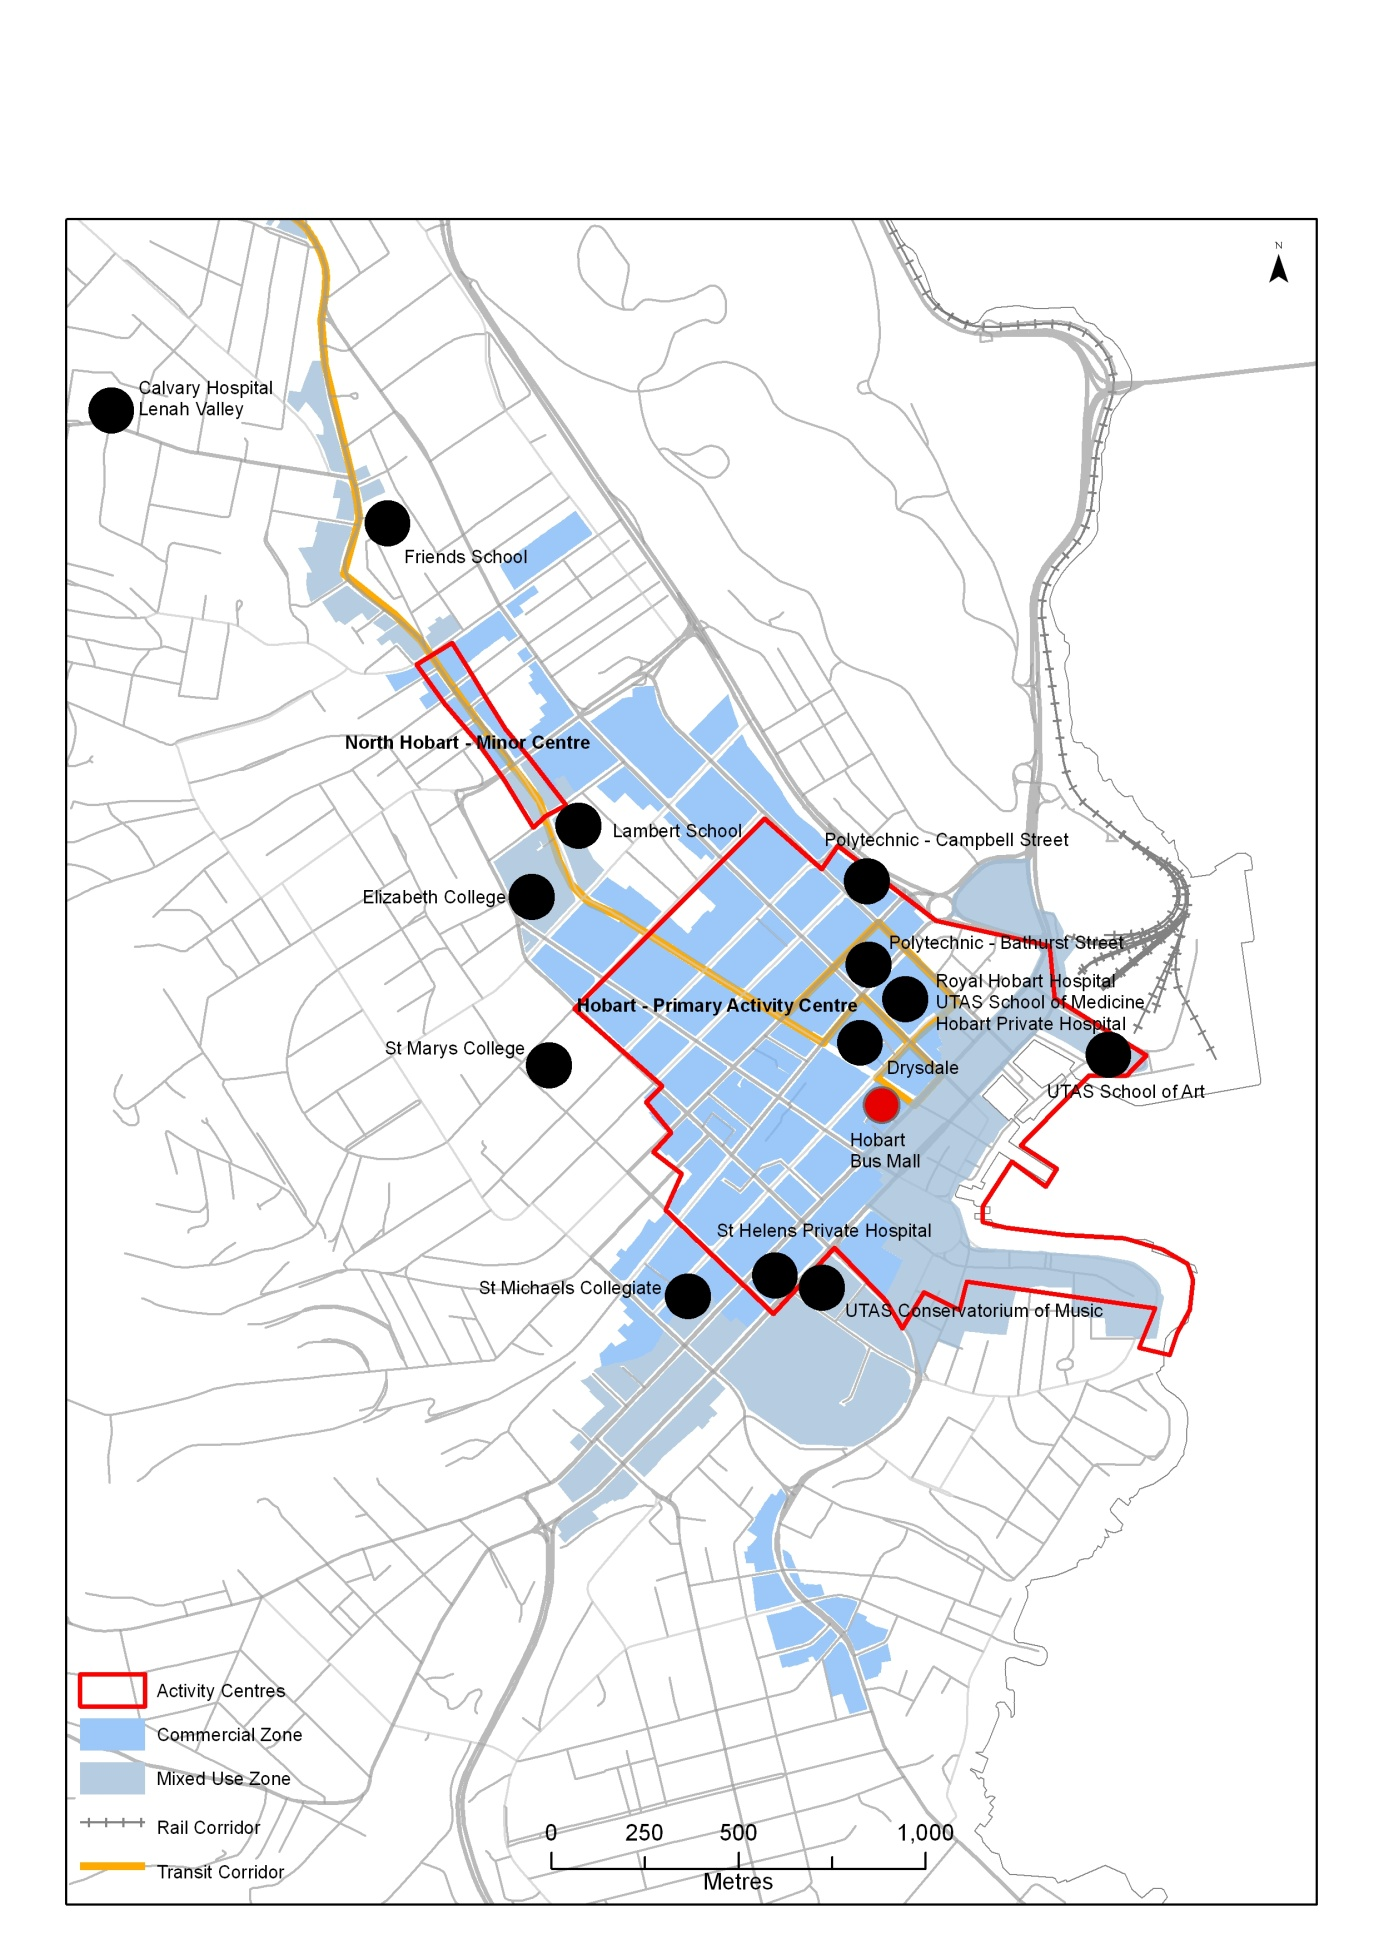 N
Calvary Hospital
Lenah Valley
Friends School
North Hobart - Minor Centre
Lambert School
Polytechnic - Campbell Street
Elizabeth College
Polytechnic - Bathurst Street
Royal Hobart Hospital
UTAS School of Medicine
Hobart Private Hospital
Hobart - Primary Activity Centre
St Marys College
Drysdale
UTAS School of Art
Hobart
Bus Mall
St Helens Private Hospital
St Michaels Collegiate
UTAS Conservatorium of Music
Activity Centres
Commercial Zone
Mixed Use Zone
Rail Corridor
Transit Corridor
0 250 500 1,000
Metres